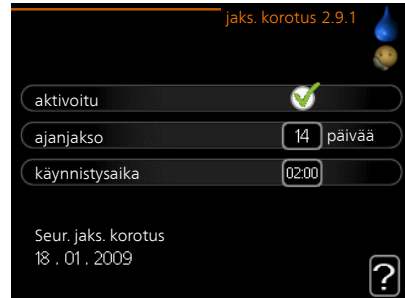 jaks. korotus 2.9.1
aktivoitu
ajanjakso 14 päivää
käynnistysaika 02:00
Seur. jaks. korotus
18 . 01 . 2009
?